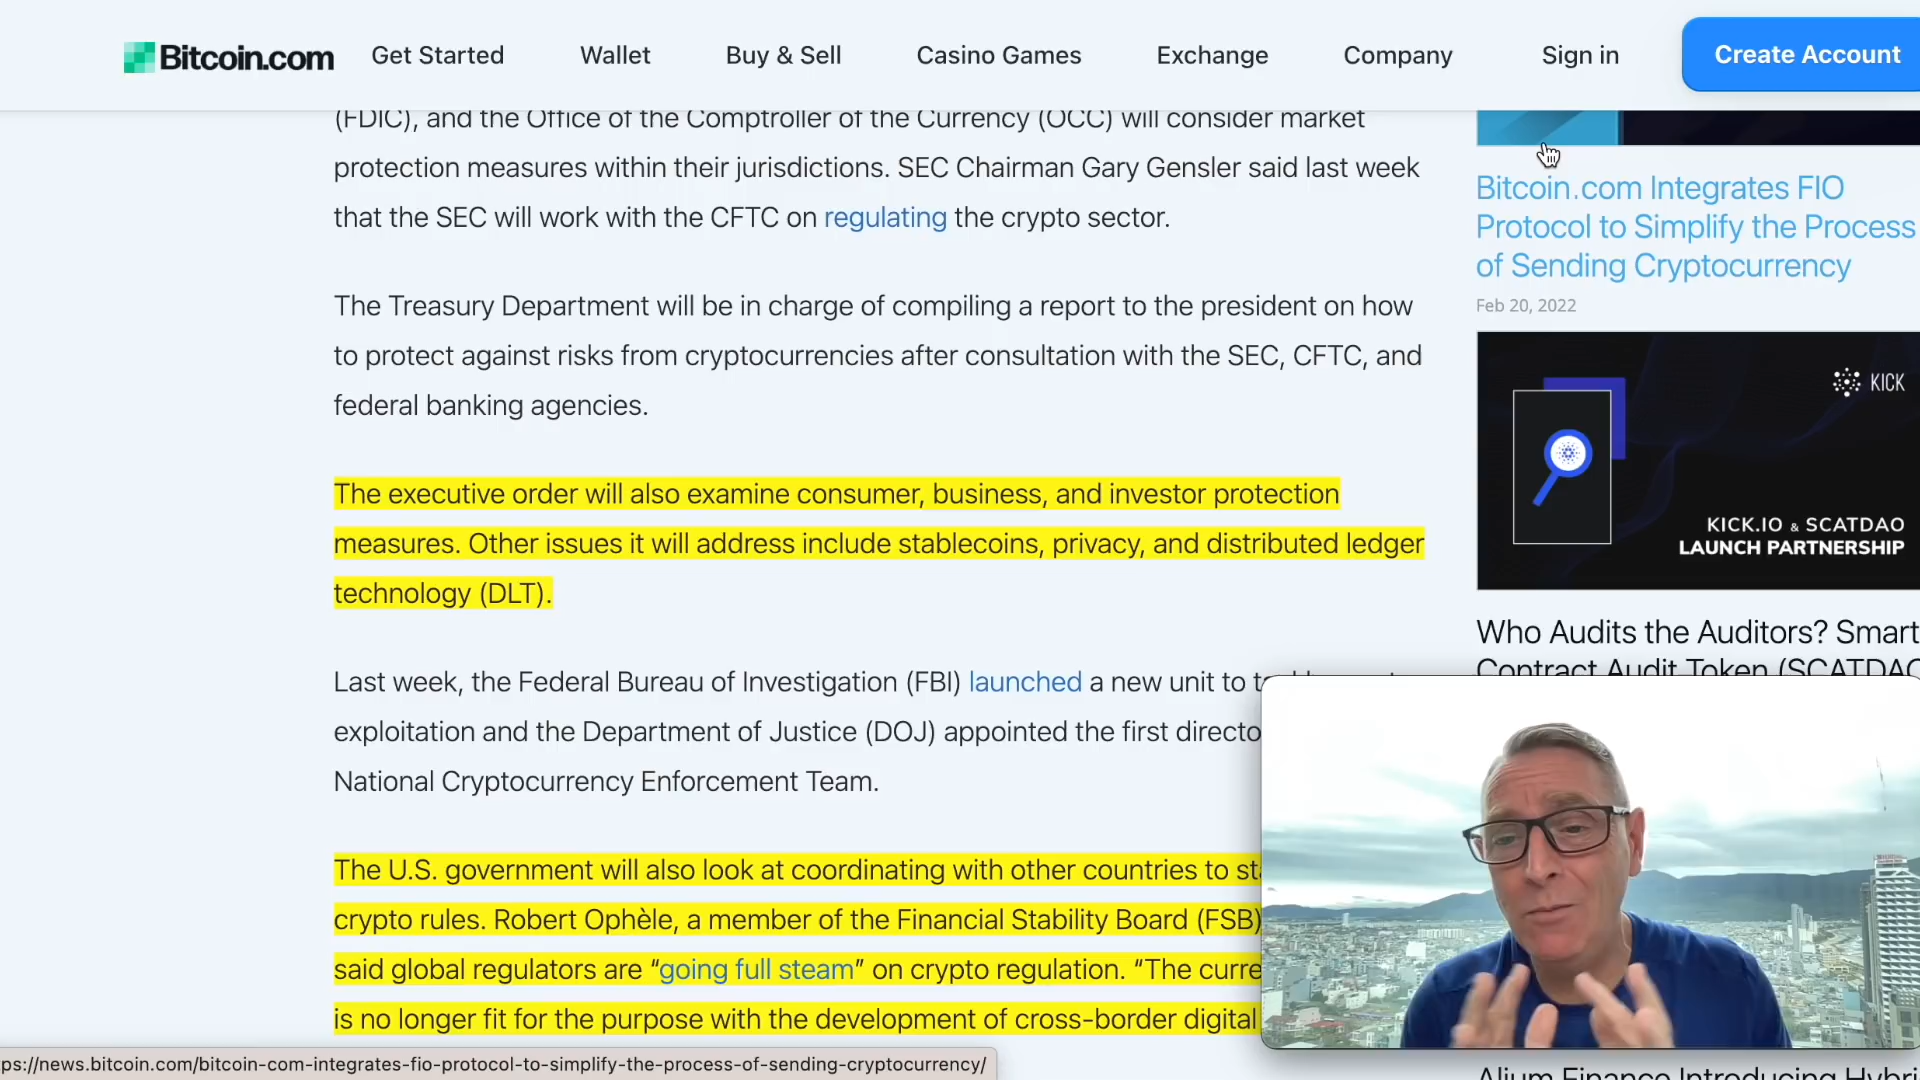 Bitcoin.com Get Started Wallet Buy & Sell Casino Games Exchange Company Sign in Create Account
(FDIC), and the Office of the Comptroller of the Currency (OCC) will consider market
protection measures within their jurisdictions. SEC Chairman Gary Gensler said last week
that the SEC will work with the CFTC on regulating the crypto sector.
The Treasury Department will be in charge of compiling a report to the president on how
to protect against risks from cryptocurrencies after consultation with the SEC, CFTC, and
federal banking agencies.
The executive order will also examine consumer, business, and investor protection
measures. Other issues it will address include stablecoins, privacy, and distributed ledger
technology (DLT).
Last week, the Federal Bureau of Investigation (FBI) launched a new unit to
exploitation and the Department of Justice (DOJ) appointed the first directo
National Cryptocurrency Enforcement Team.
The U.S. government will also look at coordinating with other countries to st
crypto rules. Robert Ophèle, a member of the Financial Stability Board (FSB)
said global regulators are “going full steam” on crypto regulation. “The curre
is no longer fit for the purpose with the development of cross-border digital
Bitcoin.com Integrates FIO
Protocol to Simplify the Process
of Sending Cryptocurrency
Feb 20, 2022
KICK
KICK.IO & SCATDAO
LAUNCH PARTNERSHIP
Who Audits the Auditors? Smart
Contract Audit Token (SCATDAO
Alium Finance Introducing Hybri
ps://news.bitcoin.com/bitcoin-com-integrates-fio-protocol-to-simplify-the-process-of-sending-cryptocurrency/